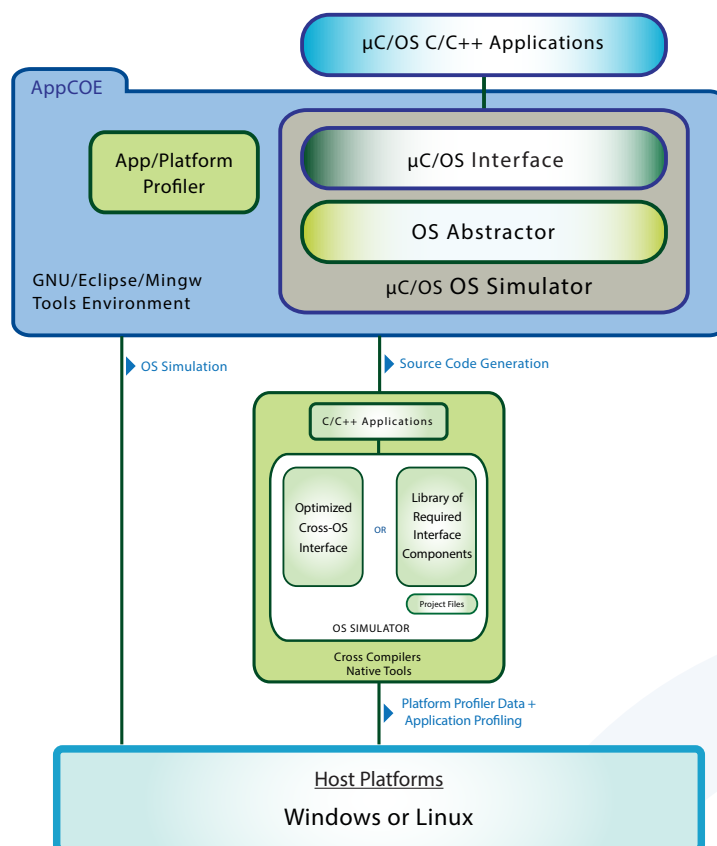 µC/OS C/C++ Applications
AppCOE
App/Platform
Profiler
µC/OS Interface
OS Abstractor
µC/OS OS Simulator
GNU/Eclipse/Mingw
Tools Environment
OS Simulation
Source Code Generation
C/C++ Applications
Optimized
Cross-OS
Interface
OR
Library of
Required
Interface
Components
Project Files
OS SIMULATOR
Cross Compilers
Native Tools
Platform Profiler Data +
Application Profiling
Host Platforms
Windows or Linux